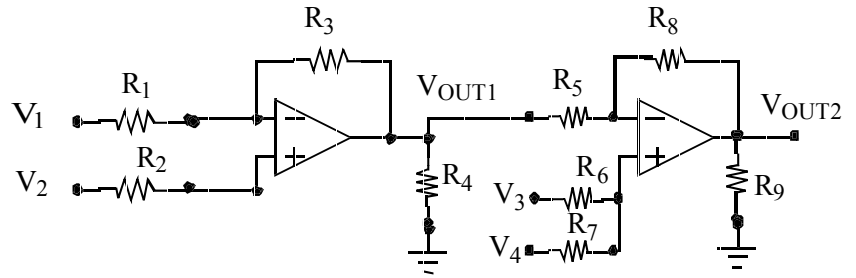 R3
R8
R1
VOUT1
R5
VOUT2
V1
−
−
R2
+
+
R6
V2
R4
V3
R9
R7
V4